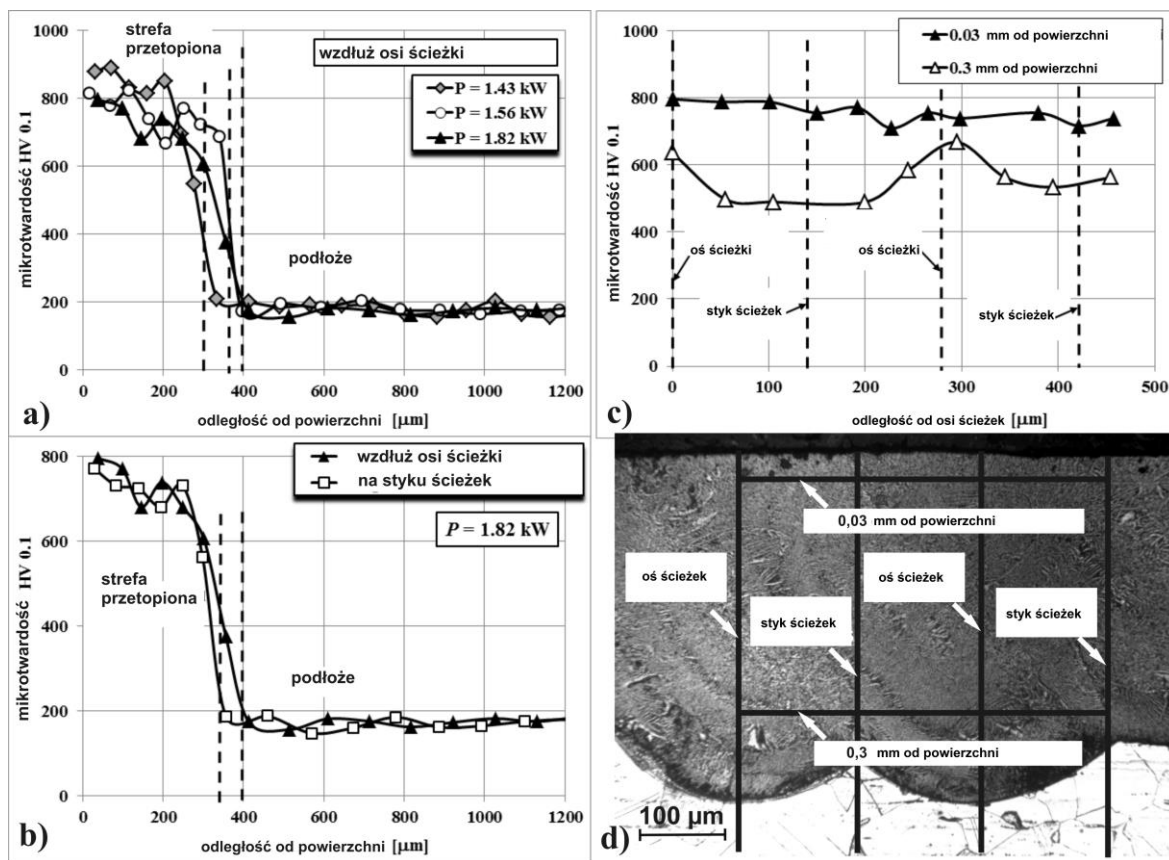 strefa
przetopiona
wzdłuż osi ścieżki
P = 1.43 kW
P = 1.56 kW
P = 1.82 kW
podłoże
mikrotwardość HV 0.1
1000
800
600
400
200
0
0 200 400 600 800 1000 1200
odległość od powierzchni [µm]
a)
wzdłuż osi ścieżki
na styku ścieżek
P = 1.82 kW
strefa
przetopiona
podłoże
mikrotwardość HV 0.1
800
600
400
200
0
0 200 400 600 800 1000 1200
odległość od powierzchni [µm]
b)
c)
0.03 mm od powierzchni
0.3 mm od powierzchni
mikrotwardość HV 0.1
1000
800
600
400
200
0
oś ścieżki
oś ścieżki
styk ścieżek
styk ścieżek
0 100 200 300 400 500
odległość od osi ścieżek [µm]
0,03 mm od powierzchni
oś ścieżek
oś ścieżek
styk ścieżek
styk ścieżek
0,3 mm od powierzchni
100 µm
d)